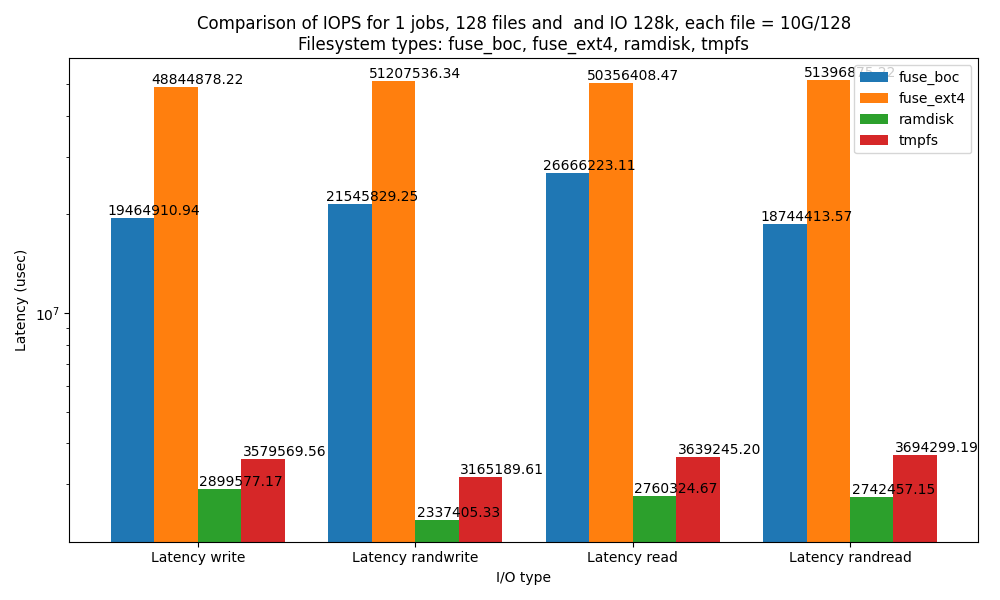 Comparison of IOPS for 1 jobs, 128 files and  and IO 128k, each file = 10G/128
Filesystem types: fuse_boc, fuse_ext4, ramdisk, tmpfs
fuse_boc
fuse_ext4
ramdisk
tmpfs
48844878.22
51207536.34
50356408.47
26666223.11
21545829.25
19464910.94
18744413.57
3579569.56
2899577.17
3165189.61
2337405.33
3639245.20
2760324.67
3694299.19
2742457.15
Latency (usec)
10^7
Latency write
Latency randwrite
Latency read
Latency randread
I/O type